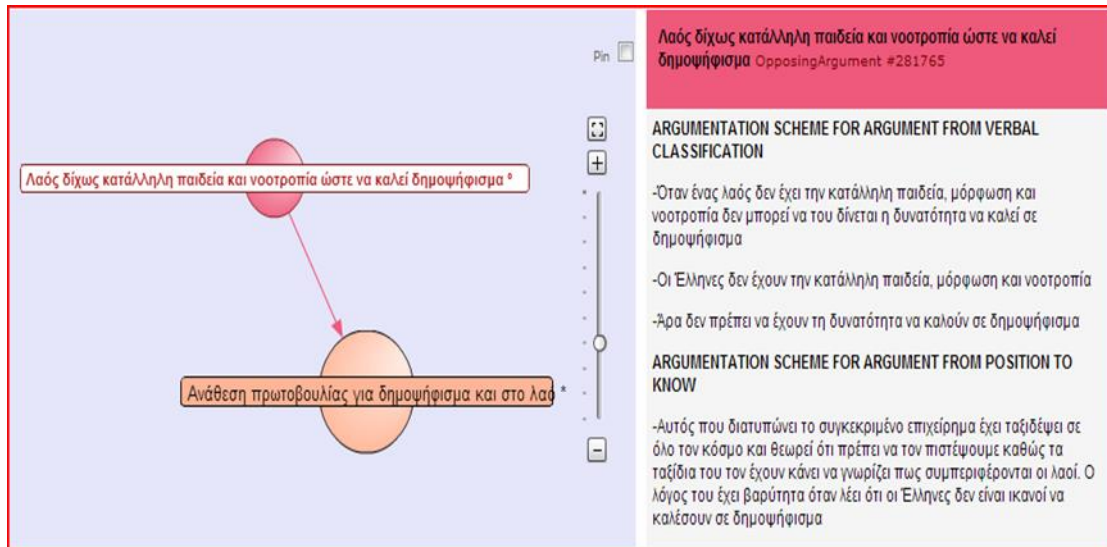 Pin
Λαός δίχως κατάλληλη παιδεία και νοοτροπία ώστε να καλεί δημοψήφισμα °
Ανάθεση πρωτοβουλίας για δημοψήφισμα και στο λαό *
Λαός δίχως κατάλληλη παιδεία και νοοτροπία ώστε να καλεί
δημοψήφισμα OpposingArgument #281765
ARGUMENTATION SCHEME FOR ARGUMENT FROM VERBAL
CLASSIFICATION
-Όταν ένας λαός δεν έχει την κατάλληλη παιδεία, μόρφωση και
νοοτροπία δεν μπορεί να του δίνεται η δυνατότητα να καλεί σε
δημοψήφισμα
-Οι Έλληνες δεν έχουν την κατάλληλη παιδεία, μόρφωση και νοοτροπία
-Άρα δεν πρέπει να έχουν τη δυνατότητα να καλούν σε δημοψήφισμα
ARGUMENTATION SCHEME FOR ARGUMENT FROM POSITION TO
KNOW
-Αυτός που διατυπώνει το συγκεκριμένο επιχείρημα έχει ταξιδέψει σε
όλο τον κόσμο και θεωρεί ότι πρέπει να τον πιστέψουμε καθώς τα
ταξίδια του τον έχουν κάνει να γνωρίζει πως συμπεριφέρονται οι λαοί. Ο
λόγος του έχει βαρύτητα όταν λέει ότι οι Έλληνες δεν είναι ικανοί να
καλέσουν σε δημοψήφισμα